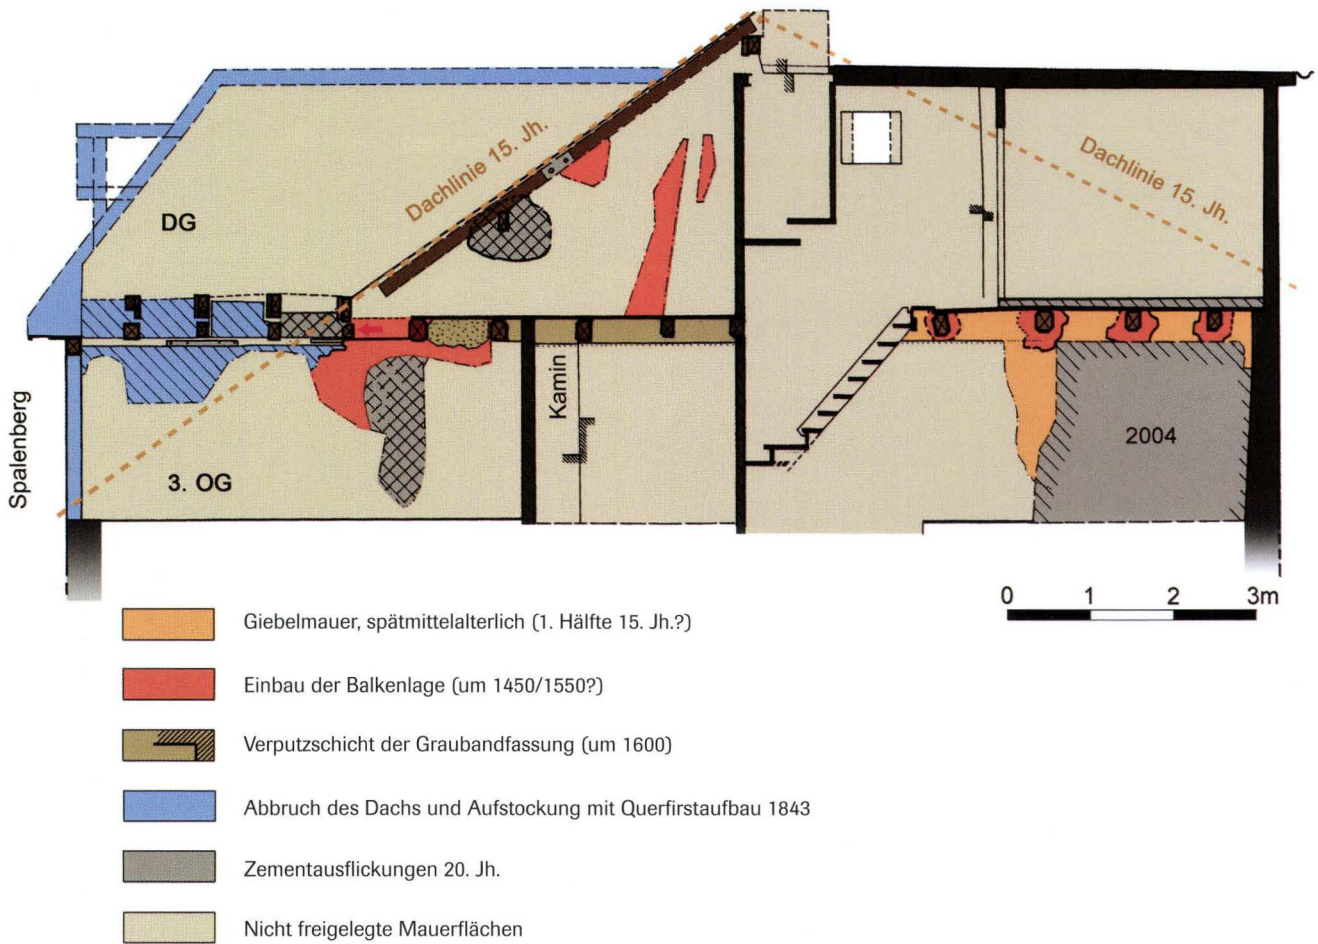 Dachlinie 15. Jh.
Dachlinie 15. Jh.
DG
Kamin
Spalenberg
3. OG
2004
0 1 2 3m
Giebelmauer, spätmittelalterlich (1. Hälfte 15. Jh.?)
Einbau der Balkenlage (um 1450/1550?)
Verputzschicht der Graubandfassung (um 1600)
Abbruch des Dachs und Aufstockung mit Querfirstaufbau 1843
Zementausflickungen 20. Jh.
Nicht freigelegte Mauerflächen